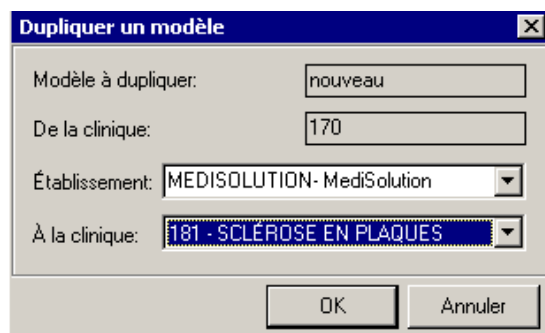 Dupliquer un modèle
Modèle à dupliquer: nouveau
De la clinique: 170
Établissement: MEDISOLUTION- MediSolution
À la clinique: 181 - SCLÉROSE EN PLAQUES
OK Annuler